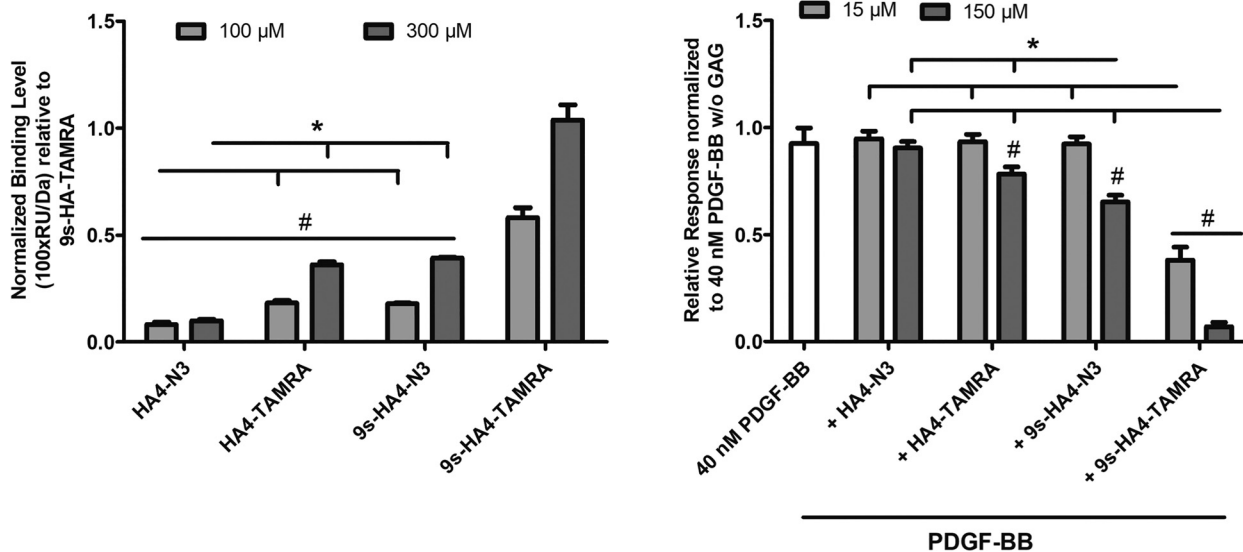 Normalized Binding Level
(100xRU/Da) relative to
9s-HA-TAMRA
1.5
1.0
0.5
0.0
100 µM
300 µM
*
#
HA4-N3
HA4-TAMRA
9s-HA4-N3
9s-HA4-TAMRA
Relative Response normalized
to 40 nM PDGF-BB w/o GAG
1.5
1.0
0.5
0.0
15 µM
150 µM
*
#
#
#
40 nM PDGF-BB
+ HA4-N3
+ HA4-TAMRA
+ 9s-HA4-N3
+ 9s-HA4-TAMRA
PDGF-BB